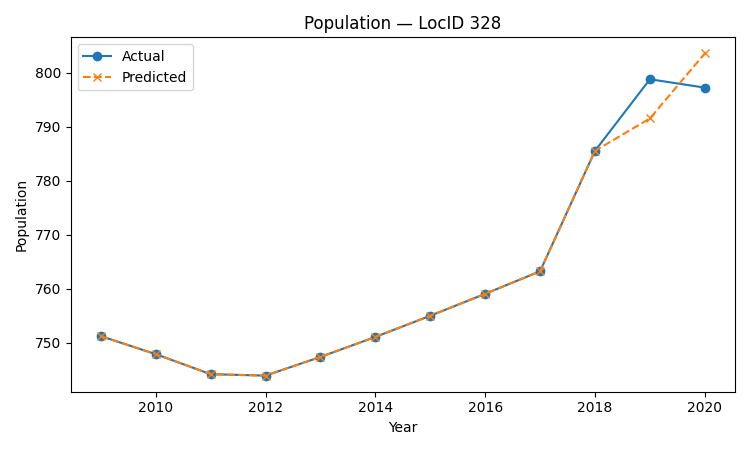 Population — LocID 328
Actual
Predicted
800
790
780
770
760
750
Population
2010 2012 2014 2016 2018 2020
Year